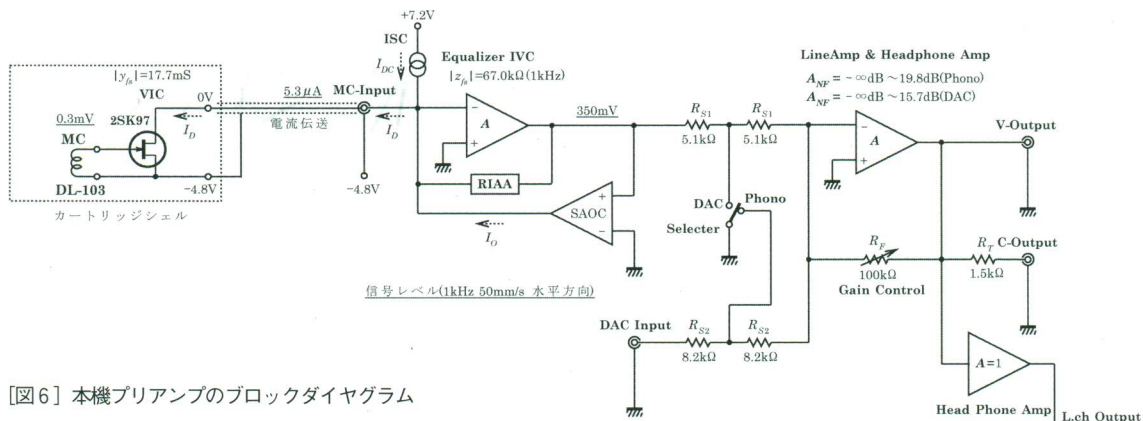 +7.2V
ISC
I_DC
Equalizer IVC
|z_fs|=67.0kΩ(1kHz)
LineAmp & Headphone Amp
A_NF = −∞dB ~19.8dB(Phono)
A_NF = −∞dB ~15.7dB(DAC)
|y_fs|=17.7mS
VIC
0V
5.3μA
MC-Input
0.3mV
MC
2SK97
I_D
電流伝送
I_D
DL-103
−4.8V
−4.8V
カートリッジシェル
−
+
A
350mV
RIAA
SAOC
+
−
I_O
信号レベル(1kHz 50mm/s 水平方向)
R_S1
5.1kΩ
R_S1
5.1kΩ
−
+
A
V-Output
DAC
Phono
Selecter
R_F
100kΩ
Gain Control
R_T
1.5kΩ
C-Output
DAC Input
R_S2
8.2kΩ
R_S2
8.2kΩ
A=1
Head Phone Amp
L.ch Output
[図6] 本機プリアンプのブロックダイヤグラム